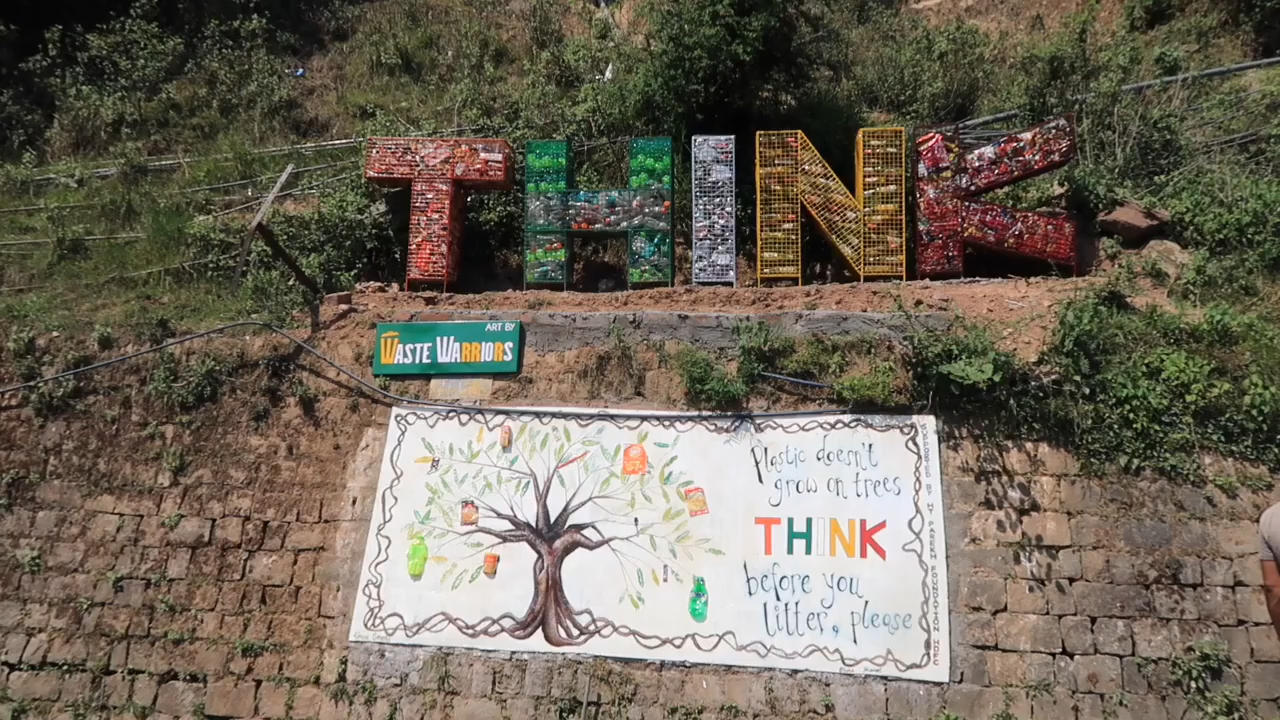 THINK
ART BY
WASTE WARRIORS
Plastic doesn't
grow on trees
THINK
before you
litter, please
SUPPORTED BY HT PAREKH FOUNDATION HDFC